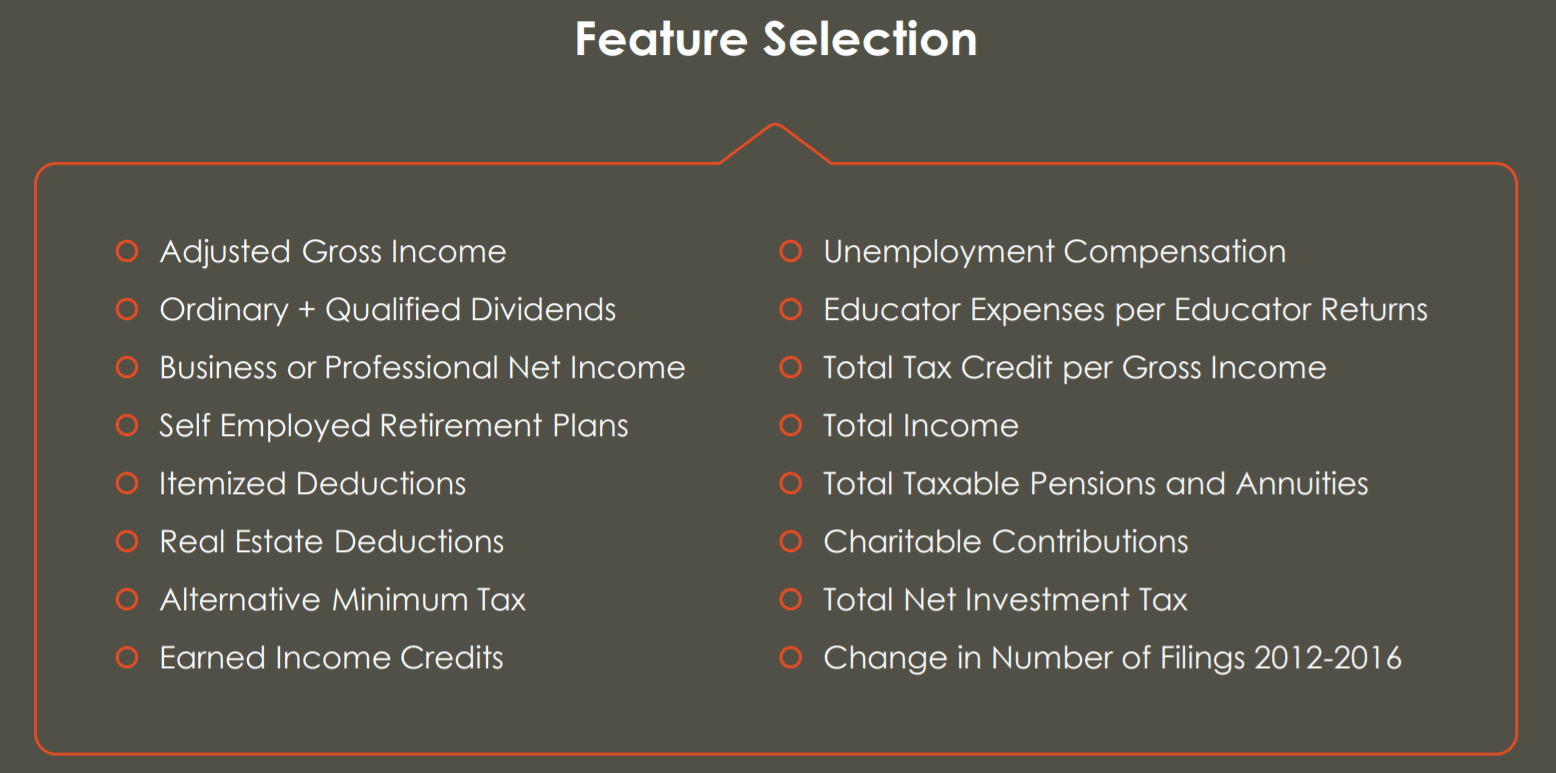 Feature Selection
Adjusted Gross Income
Ordinary + Qualified Dividends
Business or Professional Net Income
Self Employed Retirement Plans
Itemized Deductions
Real Estate Deductions
Alternative Minimum Tax
Earned Income Credits
Unemployment Compensation
Educator Expenses per Educator Returns
Total Tax Credit per Gross Income
Total Income
Total Taxable Pensions and Annuities
Charitable Contributions
Total Net Investment Tax
Change in Number of Filings 2012-2016